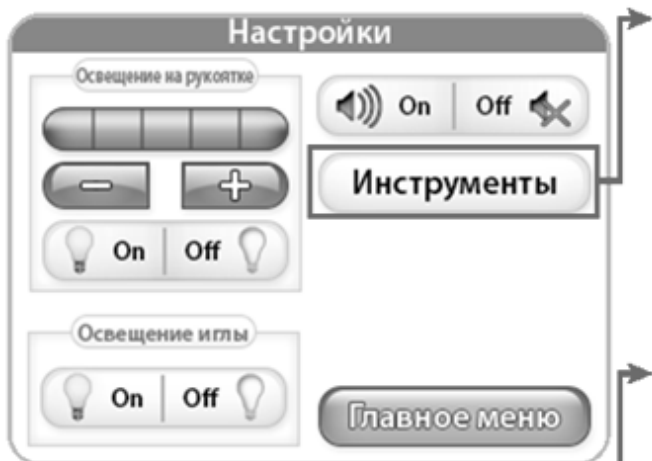 Настройки
Освещение на рукоятке
On Off
Освещение иглы
On Off
On Off
Инструменты
Главное меню